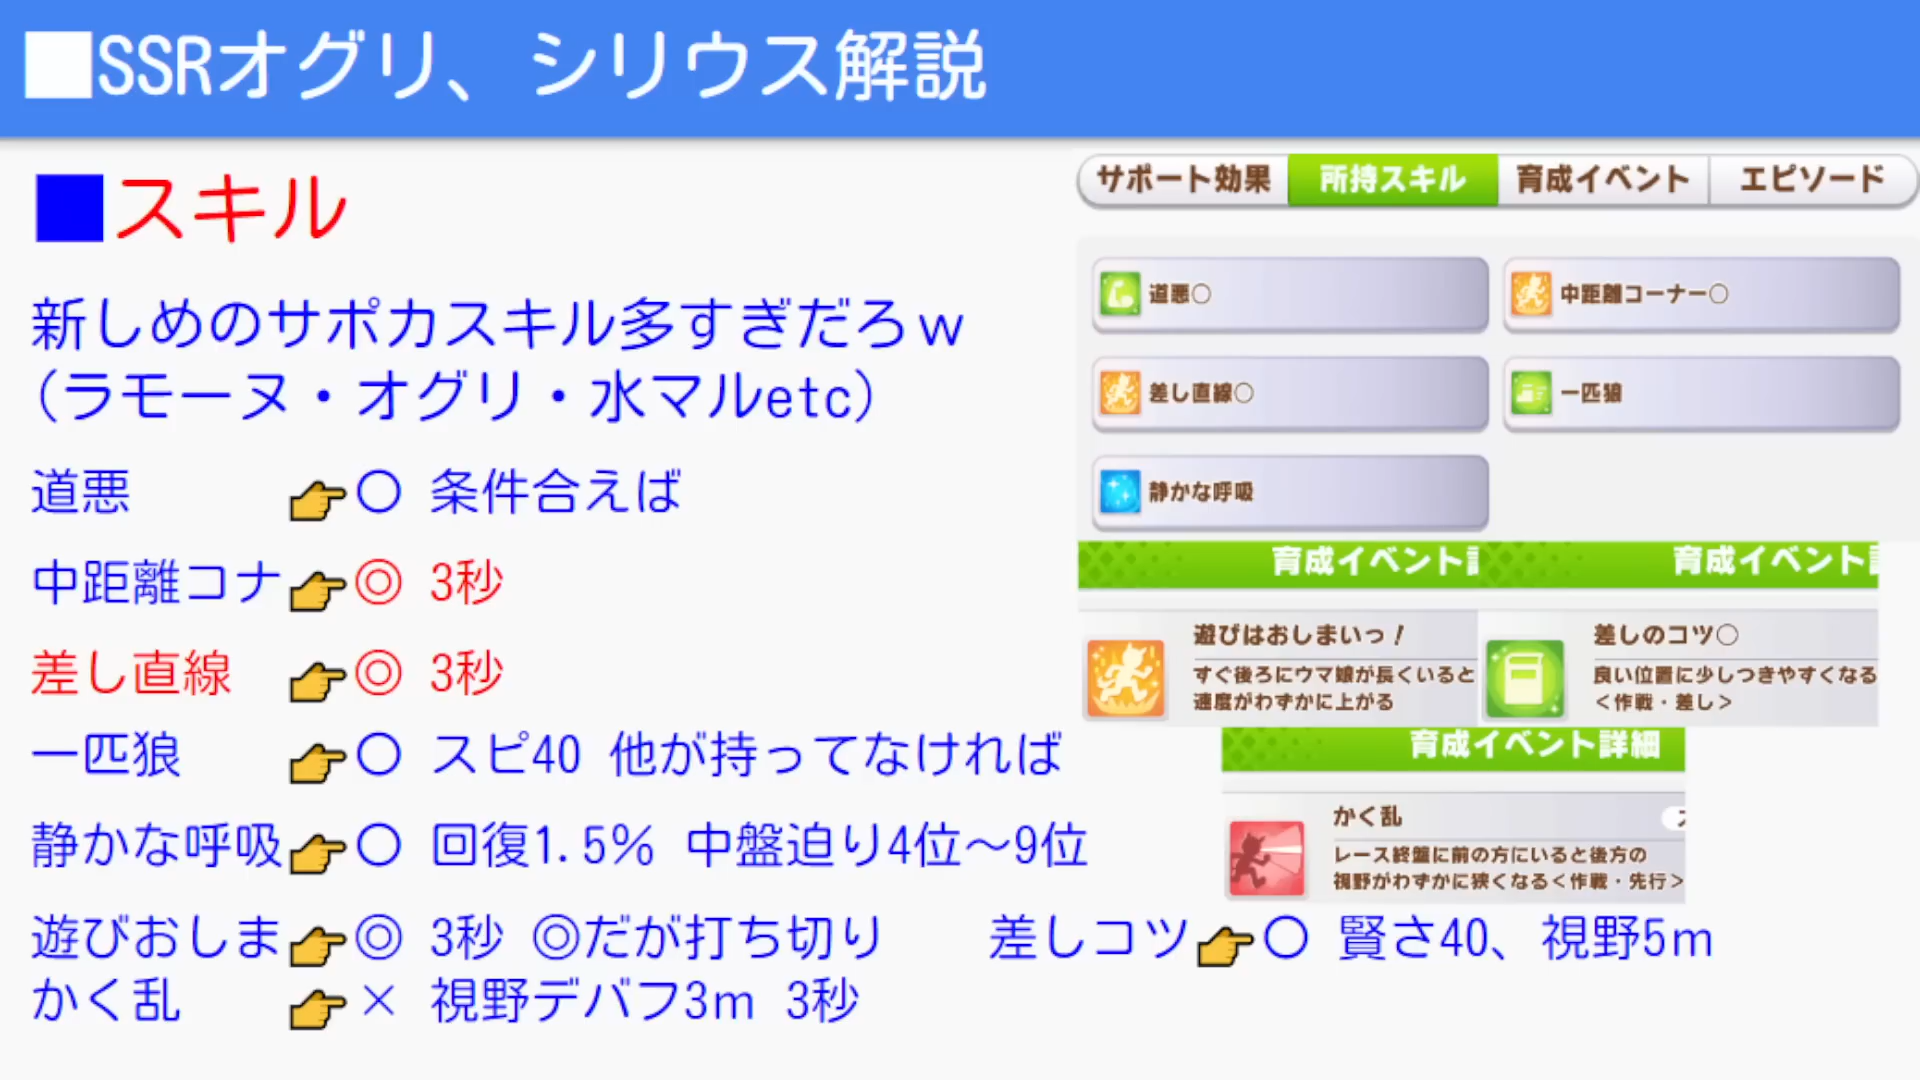 ■SSRオグリ、シリウス解説
■スキル
新しめのサポカスキル多すぎだろｗ
（ラモーヌ・オグリ・水マルetc）
道悪 👉〇 条件合えば
中距離コナ👉◎ 3秒
差し直線 👉◎ 3秒
一匹狼 👉〇 スピ40 他が持ってなければ
静かな呼吸👉〇 回復1.5% 中盤迫り4位～9位
遊びおしま👉◎ 3秒 ◎だが打ち切り
かく乱 👉× 視野デバフ3m 3秒
差しコツ👉〇 賢さ40、視野5m
サポート効果 所持スキル 育成イベント エピソード
道悪○ 中距離コーナー○
差し直線○ 一匹狼
静かな呼吸
育成イベント 育成イベント
遊びはおしまいっ！
すぐ後ろにウマ娘が長くいると
速度がわずかに上がる
差しのコツ○
良い位置に少しつきやすくなる
＜作戦・差し＞
育成イベント詳細
かく乱
レース終盤に前の方にいると後方の
視野がわずかに狭くなる＜作戦・先行＞